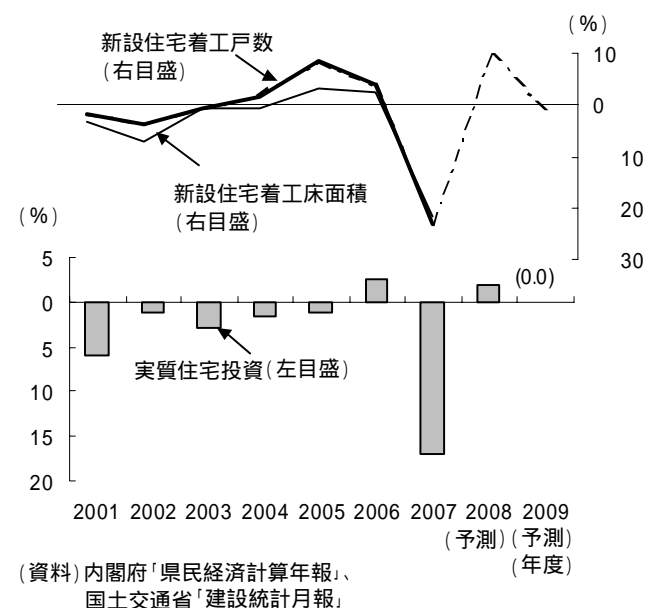 (%)
新設住宅着工戸数
(右目盛)
10
0
10
20
30
新設住宅着工床面積
(右目盛)
(%)
5
0
5
10
15
20
(0.0)
実質住宅投資(左目盛)
2001 2002 2003 2004 2005 2006 2007 2008 2009
(予測)(予測)
(年度)
(資料)内閣府「県民経済計算年報」、
国土交通省「建設統計月報」